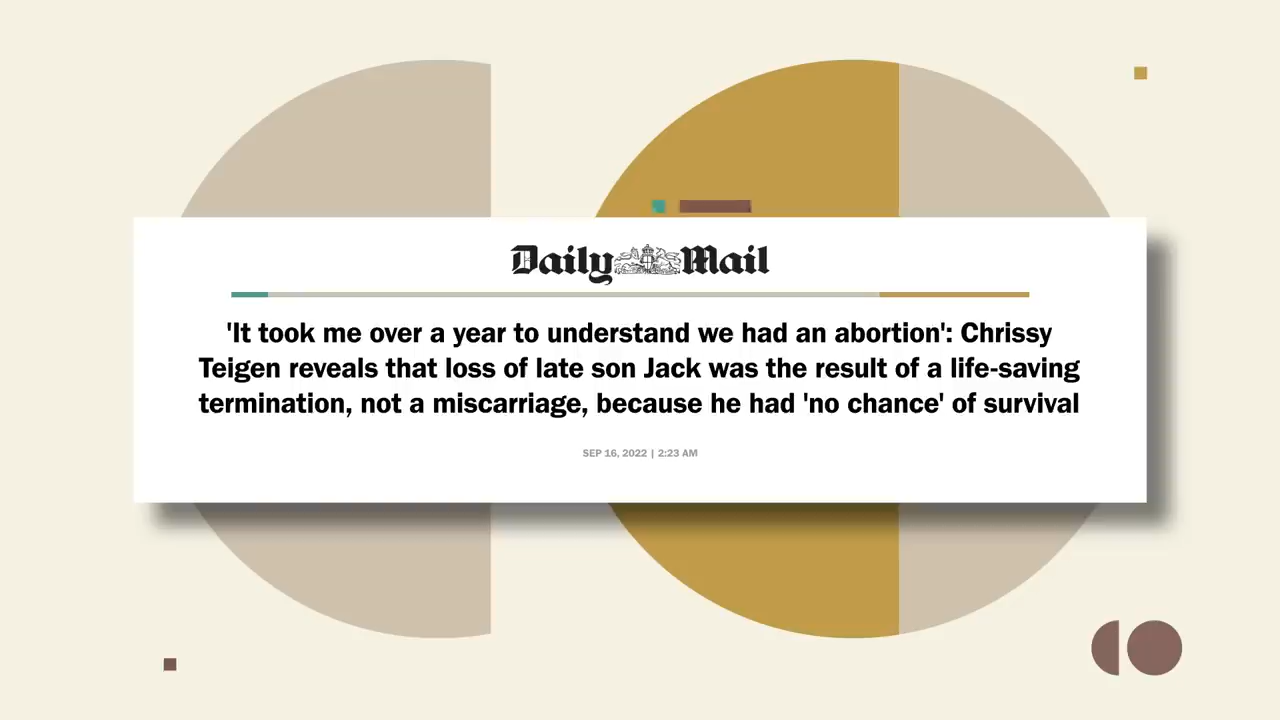 Daily Mail
'It took me over a year to understand we had an abortion': Chrissy
Teigen reveals that loss of late son Jack was the result of a life-saving
termination, not a miscarriage, because he had 'no chance' of survival
SEP 16, 2022 | 2:23 AM